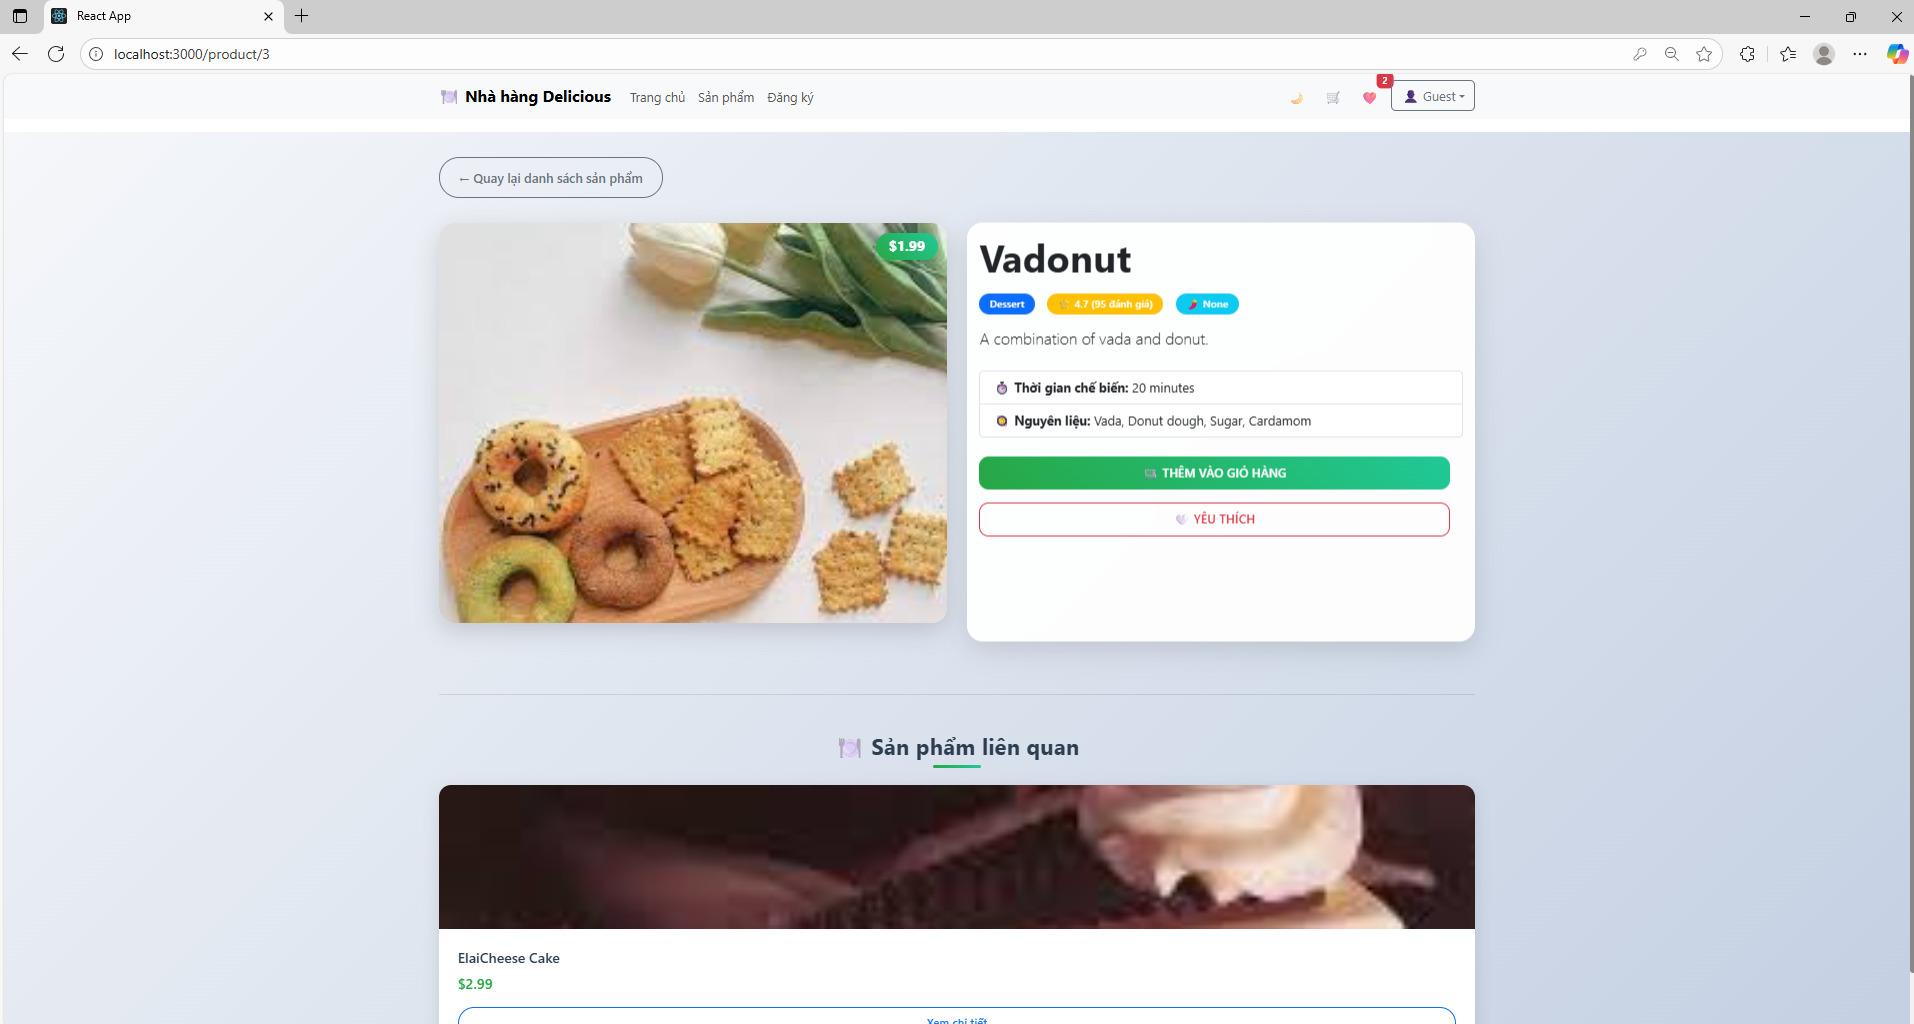 React App
localhost:3000/product/3
Nhà hàng Delicious Trang chủ Sản phẩm Đăng ký 2 Guest
← Quay lại danh sách sản phẩm
$1.99
Vadonut
Dessert 4.7 (95 đánh giá) None
A combination of vada and donut.
Thời gian chế biến: 20 minutes
Nguyên liệu: Vada, Donut dough, Sugar, Cardamom
THÊM VÀO GIỎ HÀNG
YÊU THÍCH
Sản phẩm liên quan
ElaiCheese Cake
$2.99
Xem chi tiết